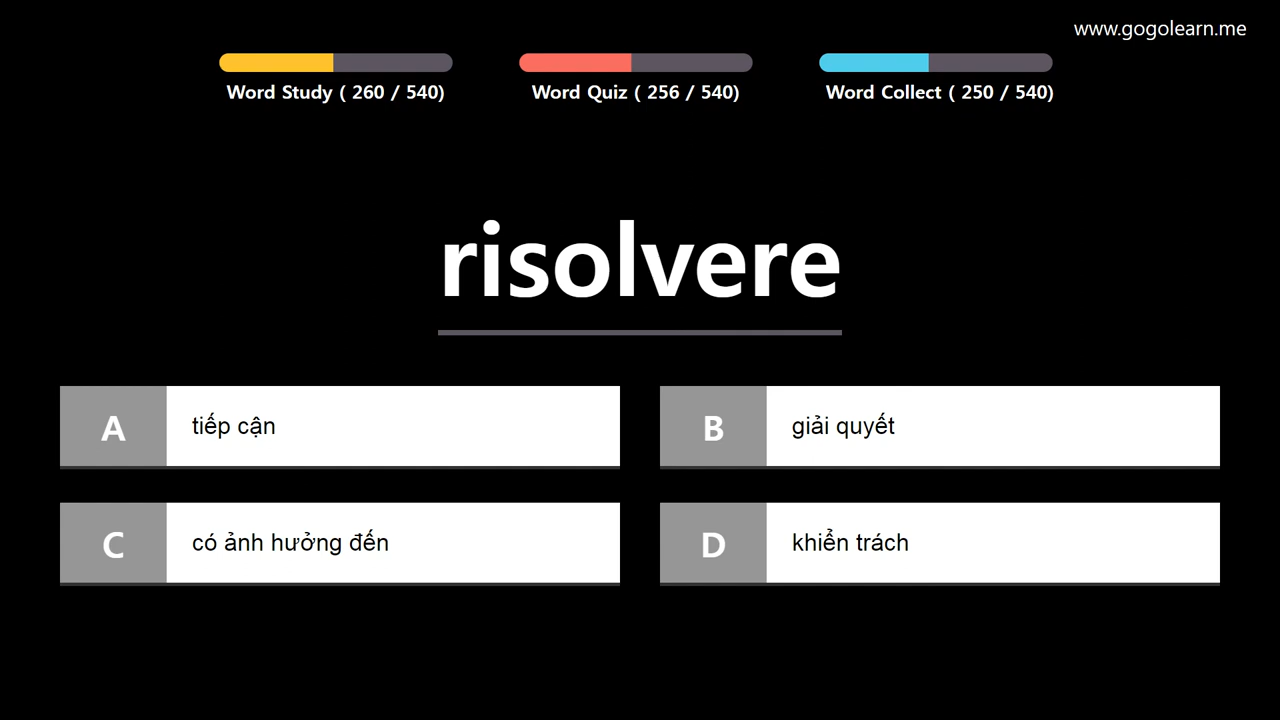 www.gogolearn.me
Word Study ( 260 / 540)
Word Quiz ( 256 / 540)
Word Collect ( 250 / 540)
risolvere
A tiếp cận
B giải quyết
C có ảnh hưởng đến
D khiển trách